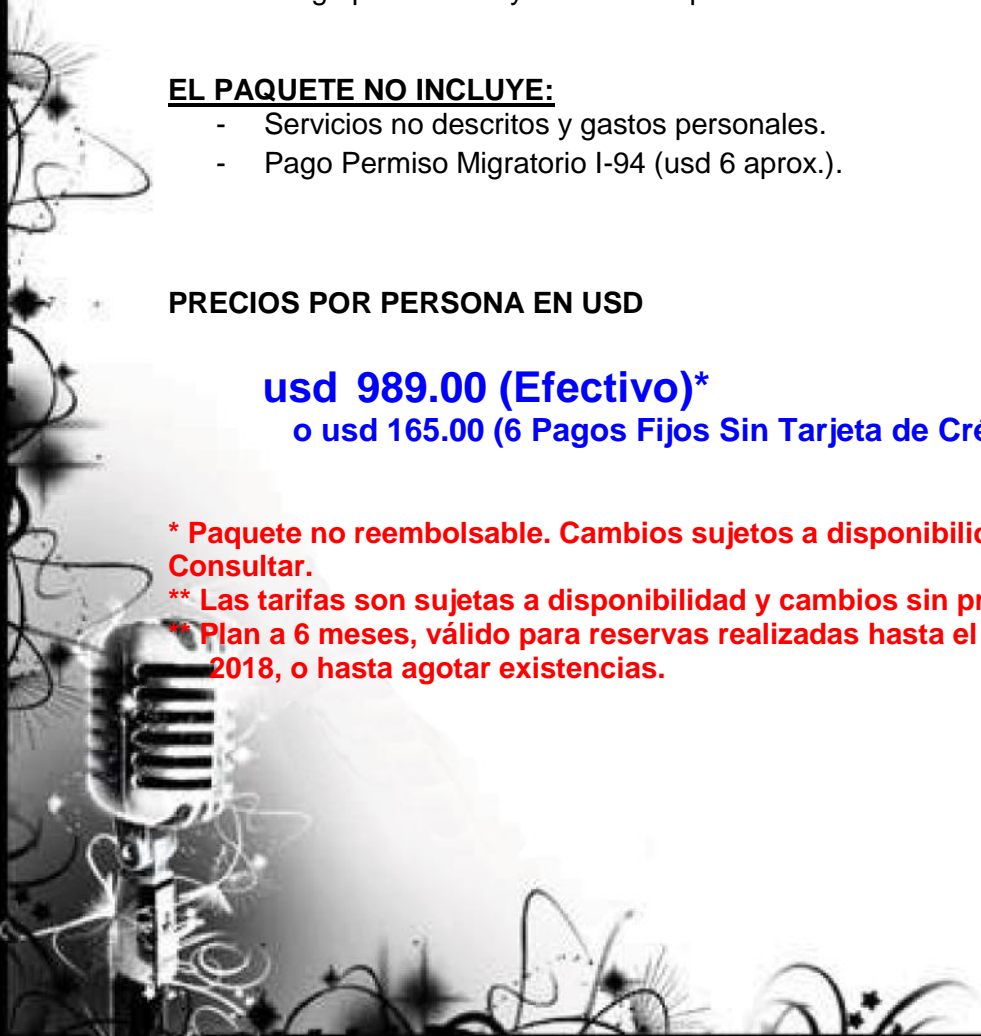 EL PAQUETE NO INCLUYE:
- Servicios no descritos y gastos personales.
- Pago Permiso Migratorio I-94 (usd 6 aprox.).
PRECIOS POR PERSONA EN USD
usd 989.00 (Efectivo)*
o usd 165.00 (6 Pagos Fijos Sin Tarjeta de
* Paquete no reembolsable. Cambios sujetos a
Consultar.
** Las tarifas son sujetas a disponibilidad y cambios sin
** Plan a 6 meses, válido para reservas realizadas hasta el
2018, o hasta agotar existencias.